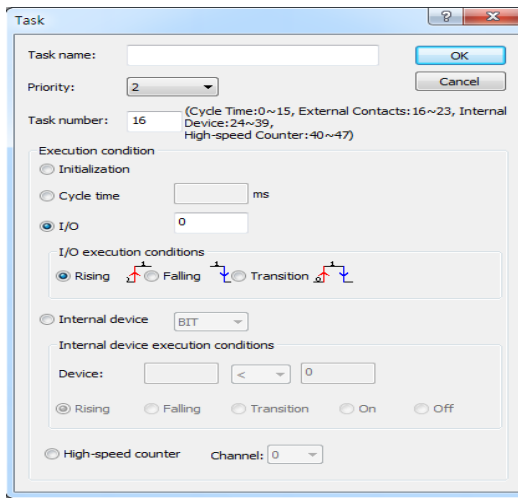 Task
Task name:
OK
Priority: 2
Cancel
Task number: 16
(Cycle Time:0~15, External Contacts:16~23, Internal
Device:24~39,
High-speed Counter:40~47)
Execution condition
Initialization
Cycle time ms
I/O 0
I/O execution conditions
Rising Falling Transition
Internal device BIT
Internal device execution conditions
Device: < 0
Rising Falling Transition On Off
High-speed counter Channel: 0